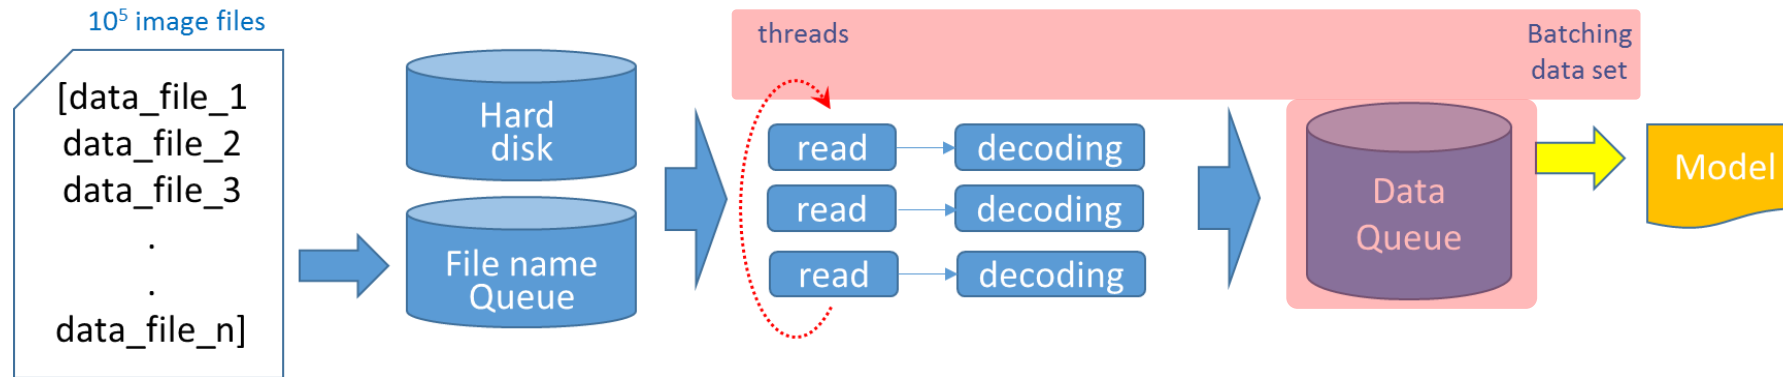 10⁵ image files
[data_file_1
data_file_2
data_file_3
.
.
data_file_n]
Hard
disk
File name
Queue
threads
read
decoding
read
decoding
read
decoding
Batching
data set
Data
Queue
Model